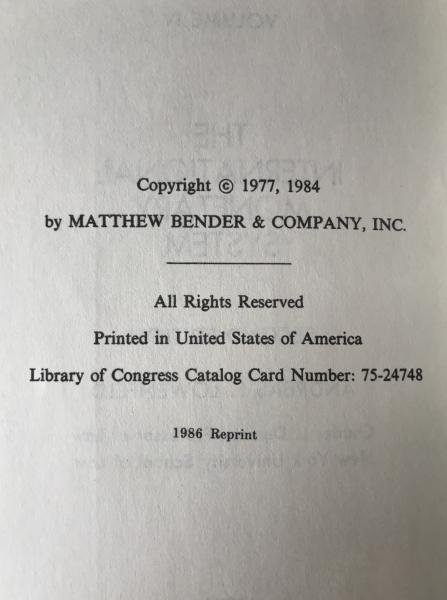 Copyright © 1977, 1984
by MATTHEW BENDER & COMPANY, INC.
All Rights Reserved
Printed in United States of America
Library of Congress Catalog Card Number: 75-24748
1986 Reprint